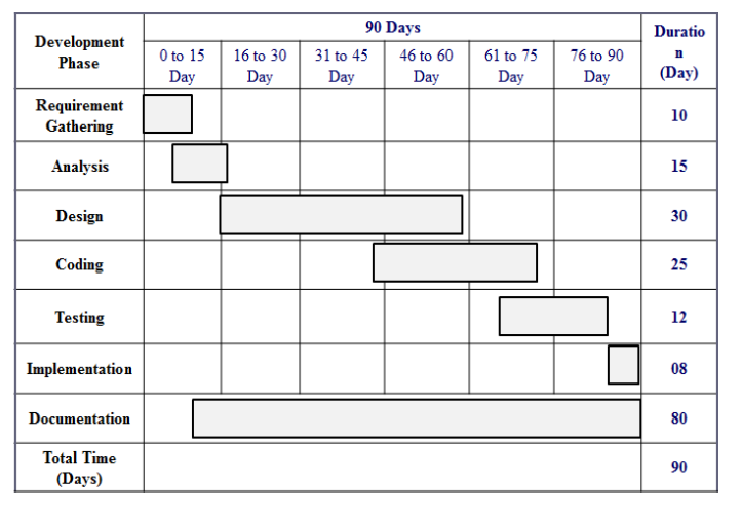 Development
Phase
90 Days
Duratio
n
(Day)
0 to 15
Day
16 to 30
Day
31 to 45
Day
46 to 60
Day
61 to 75
Day
76 to 90
Day
Requirement
Gathering
10
Analysis
15
Design
30
Coding
25
Testing
12
Implementation
08
Documentation
80
Total Time
(Days)
90